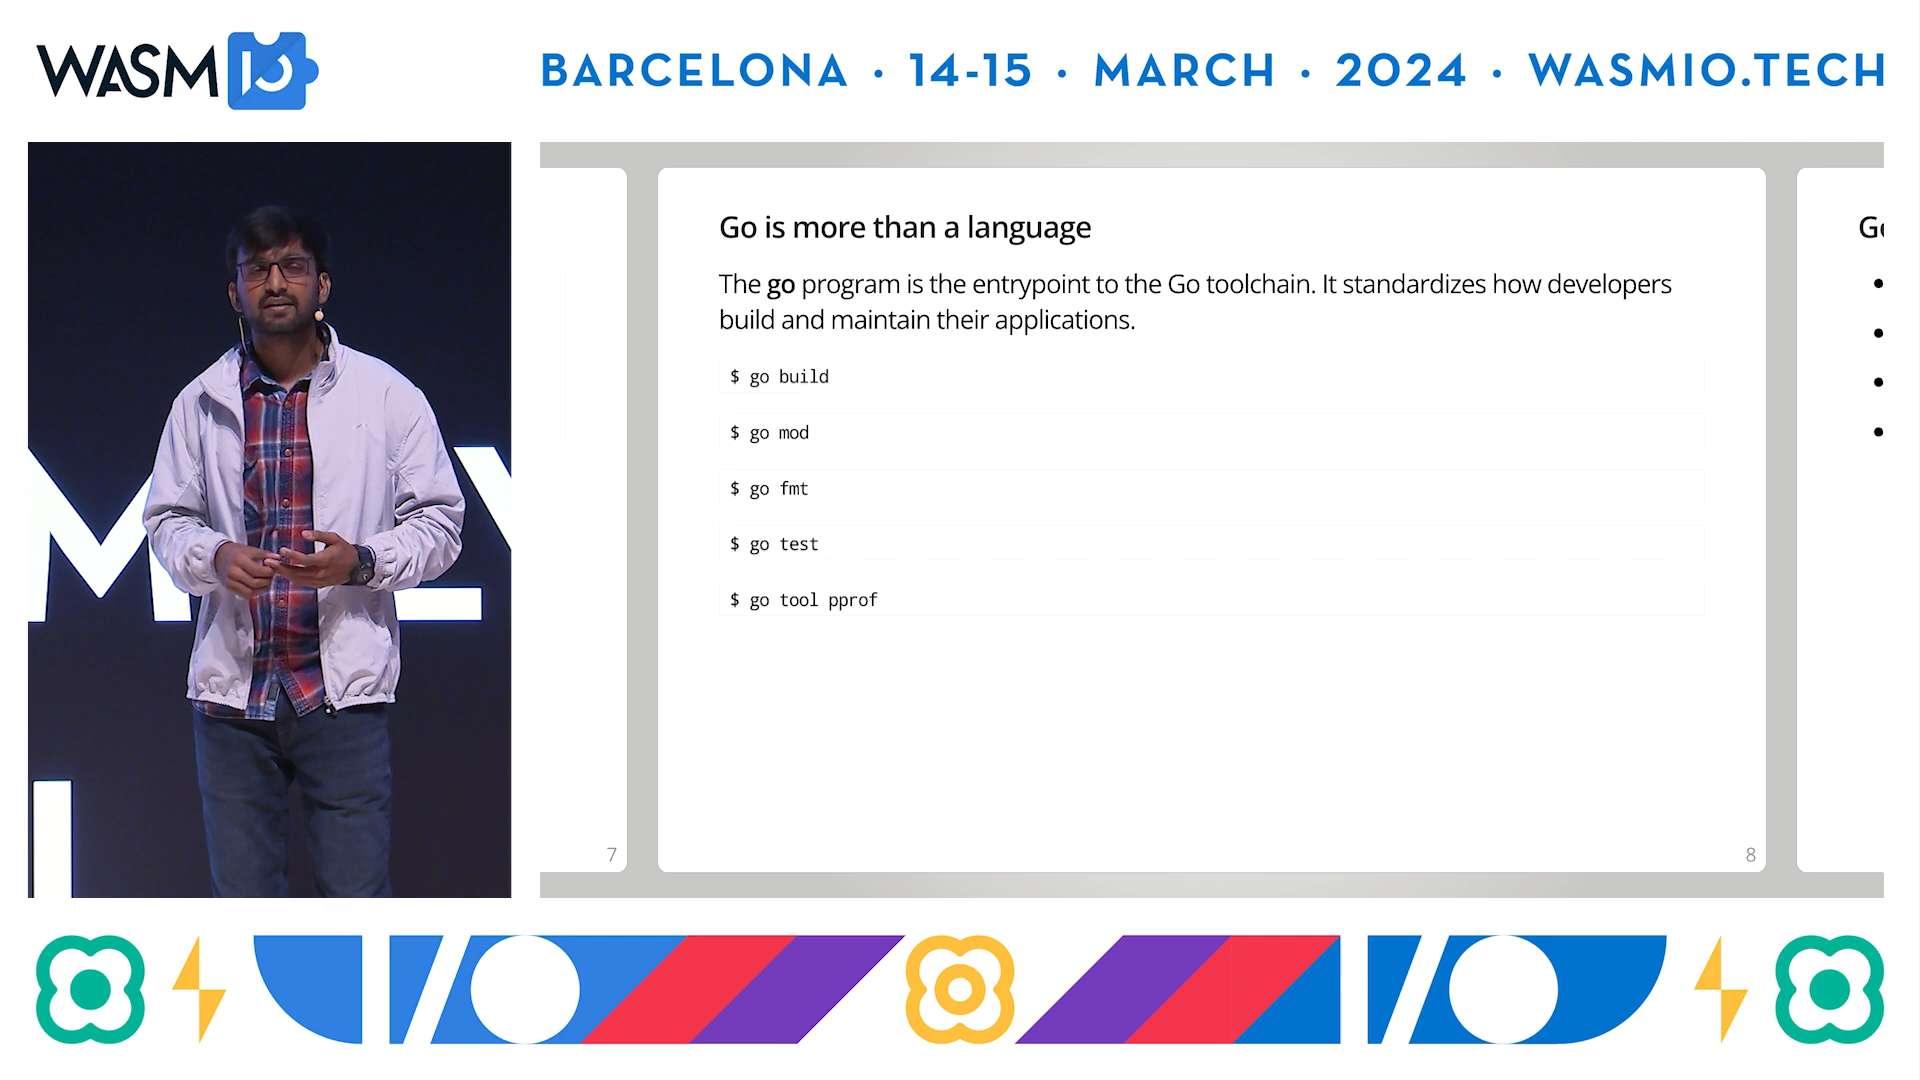 WASM IO
BARCELONA · 14-15 · MARCH · 2024 · WASMIO.TECH
7
Go is more than a language
The go program is the entrypoint to the Go toolchain. It standardizes how developers
build and maintain their applications.
$ go build
$ go mod
$ go fmt
$ go test
$ go tool pprof
8